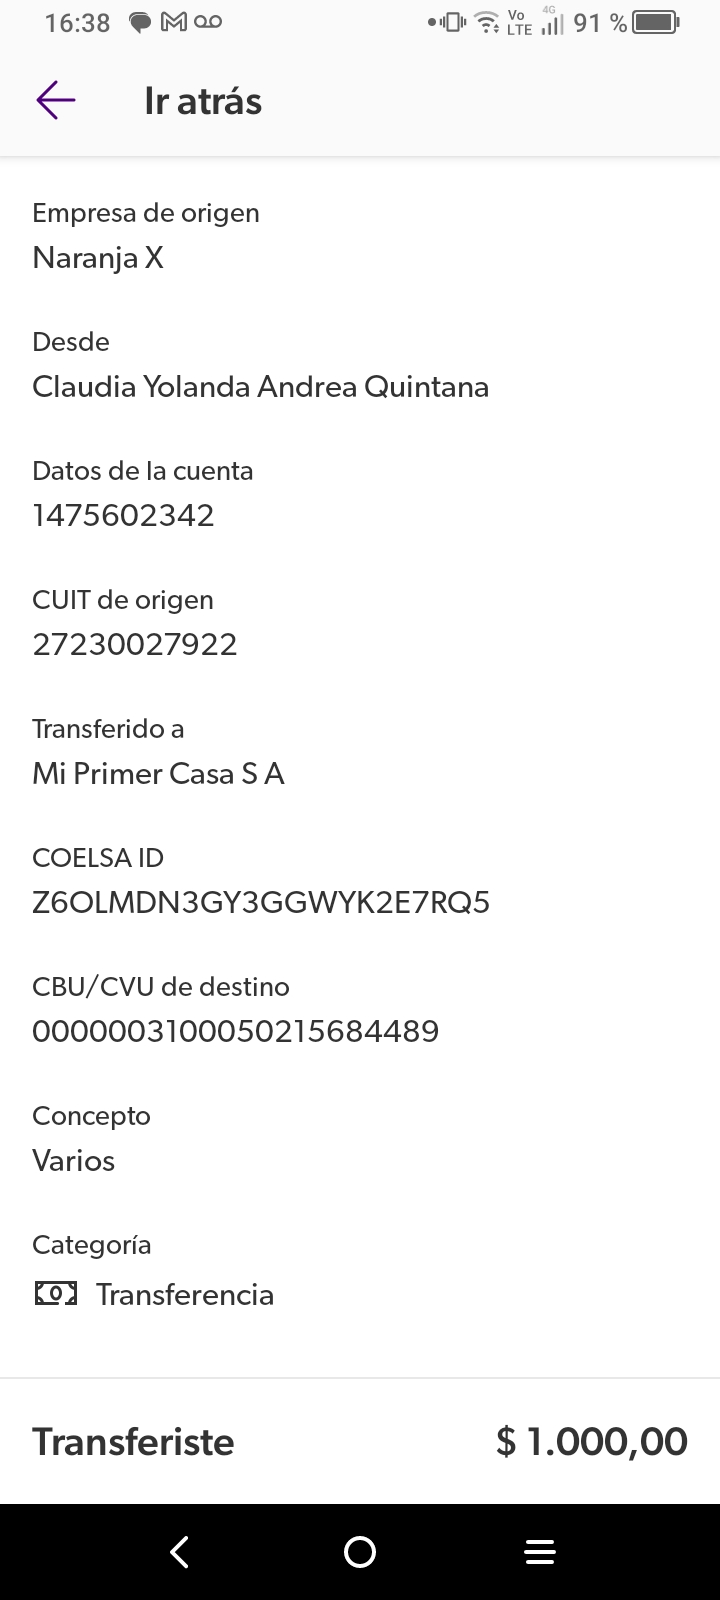 16:38
Vo LTE 4G 91 %
Ir atrás
Empresa de origen
Naranja X
Desde
Claudia Yolanda Andrea Quintana
Datos de la cuenta
1475602342
CUIT de origen
27230027922
Transferido a
Mi Primer Casa S A
COELSA ID
Z6OLMDN3GY3GGWYK2E7RQ5
CBU/CVU de destino
0000003100050215684489
Concepto
Varios
Categoría
Transferencia
Transferiste $ 1.000,00